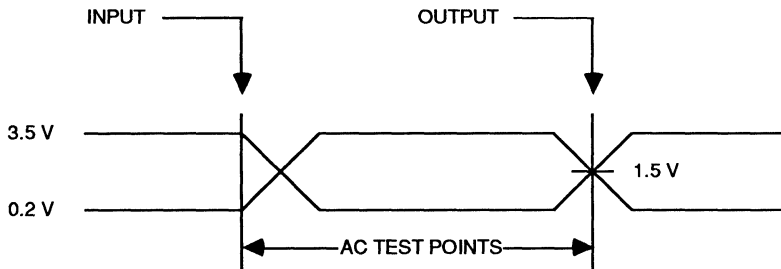 INPUT
OUTPUT
3.5 V
1.5 V
0.2 V
AC TEST POINTS